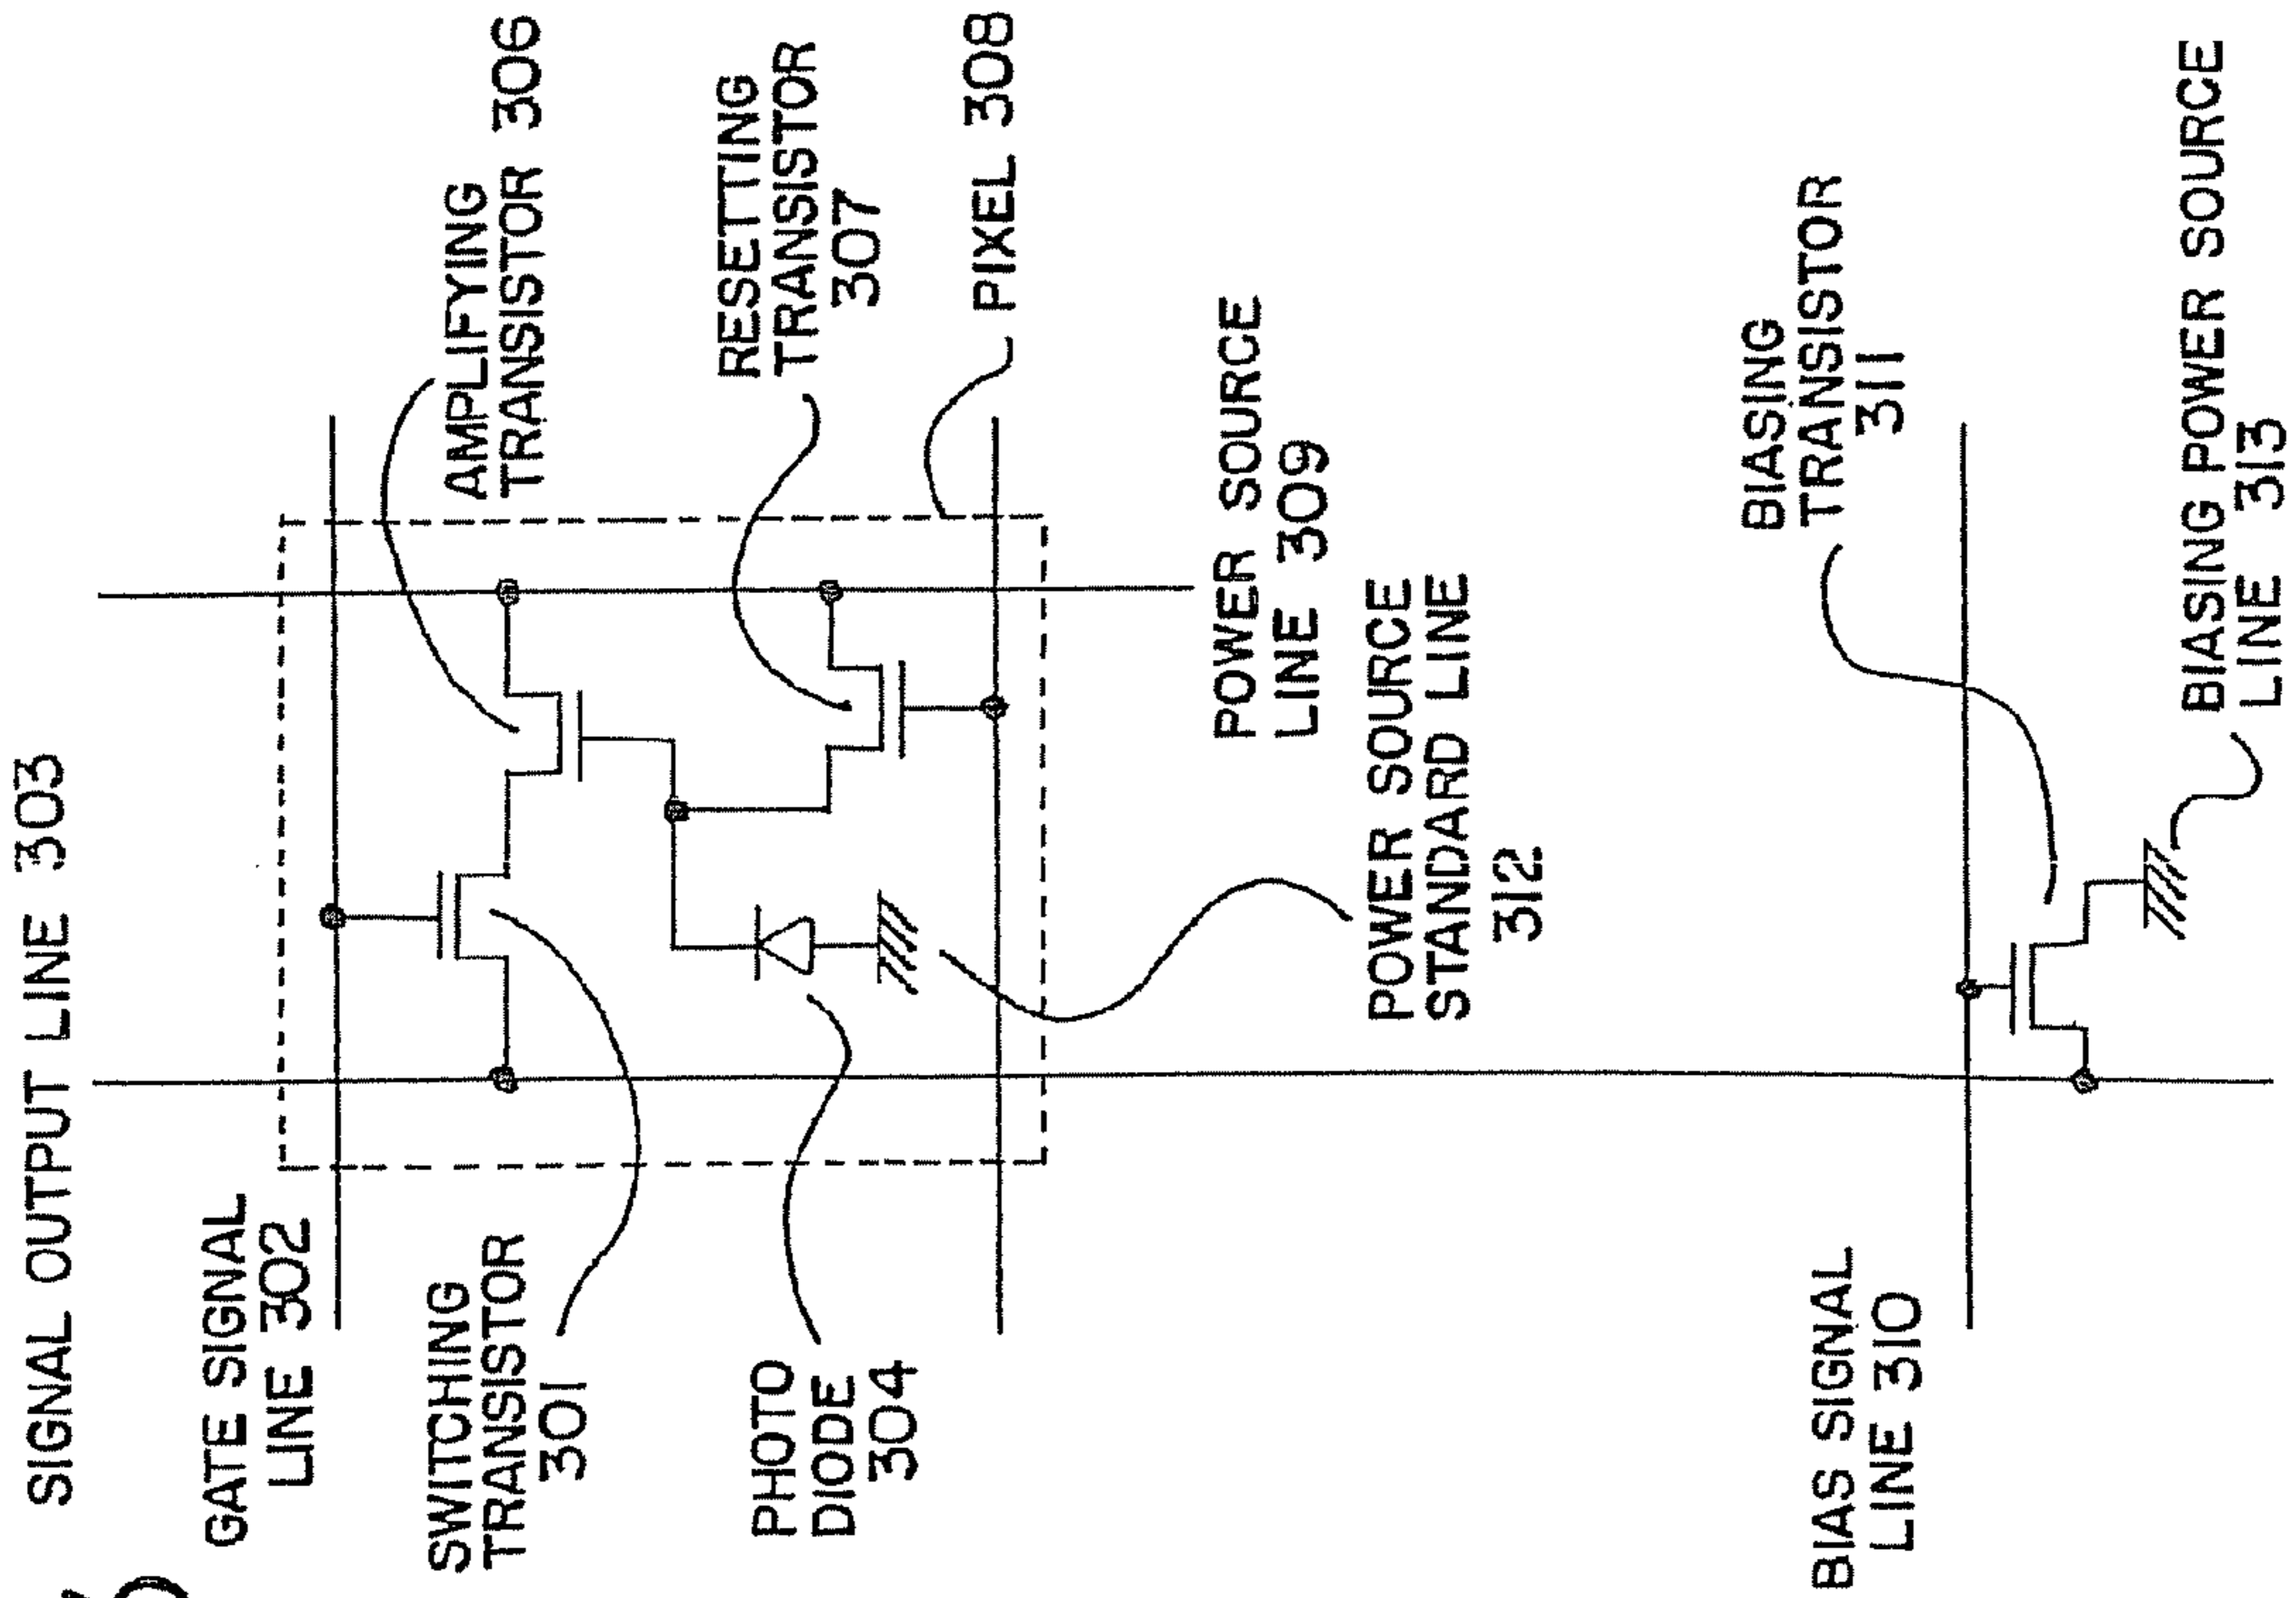 SIGNAL OUTPUT LINE 303
GATE SIGNAL
LINE 302
SWITCHING
TRANSISTOR
301
PHOTO
DIODE
304
AMPLIFYING
TRANSISTOR 306
RESETTING
TRANSISTOR
307
PIXEL 308
POWER SOURCE
LINE 309
POWER SOURCE
STANDARD LINE
312
BIAS SIGNAL
LINE 310
BIASING
TRANSISTOR
311
BIASING POWER SOURCE
LINE 313